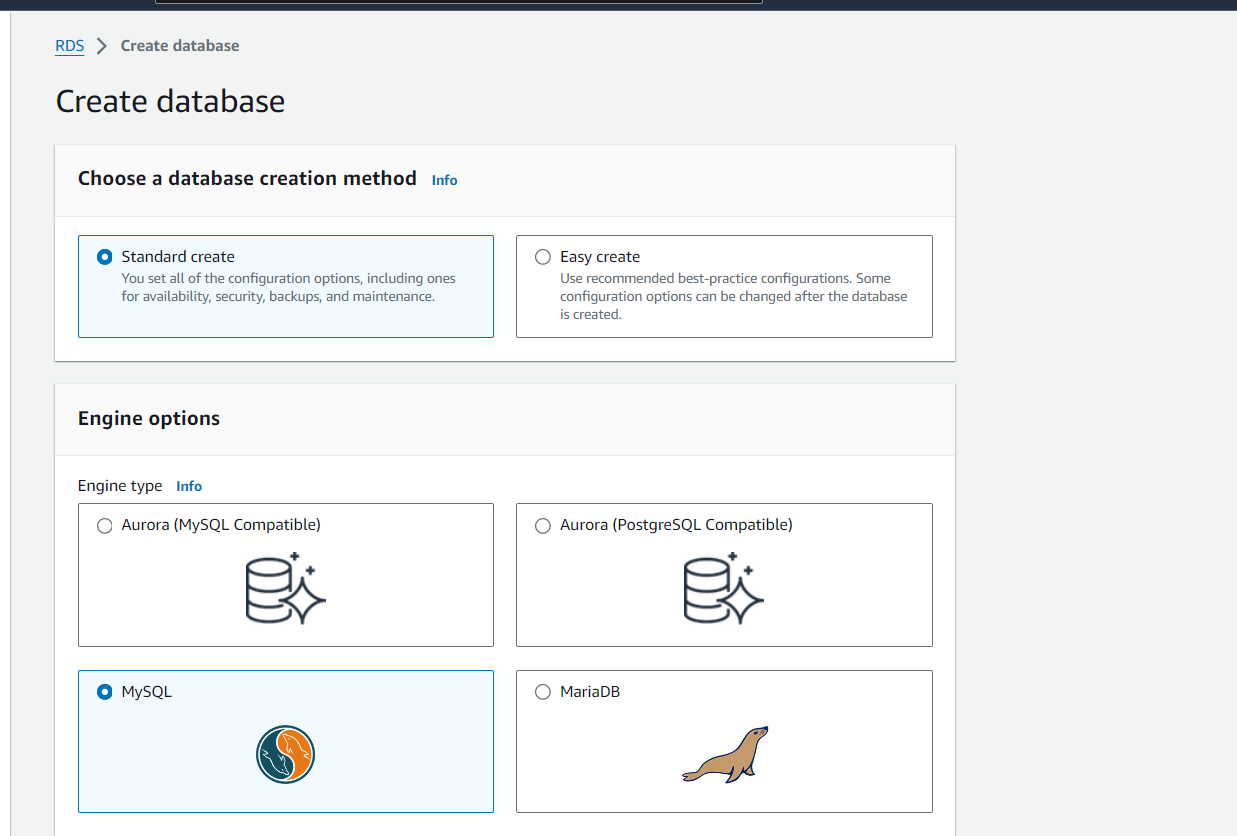 RDS > Create database
Create database
Choose a database creation method Info
Standard create
You set all of the configuration options, including ones
for availability, security, backups, and maintenance.
Easy create
Use recommended best-practice configurations. Some
configuration options can be changed after the database
is created.
Engine options
Engine type Info
Aurora (MySQL Compatible)
Aurora (PostgreSQL Compatible)
MySQL
MariaDB